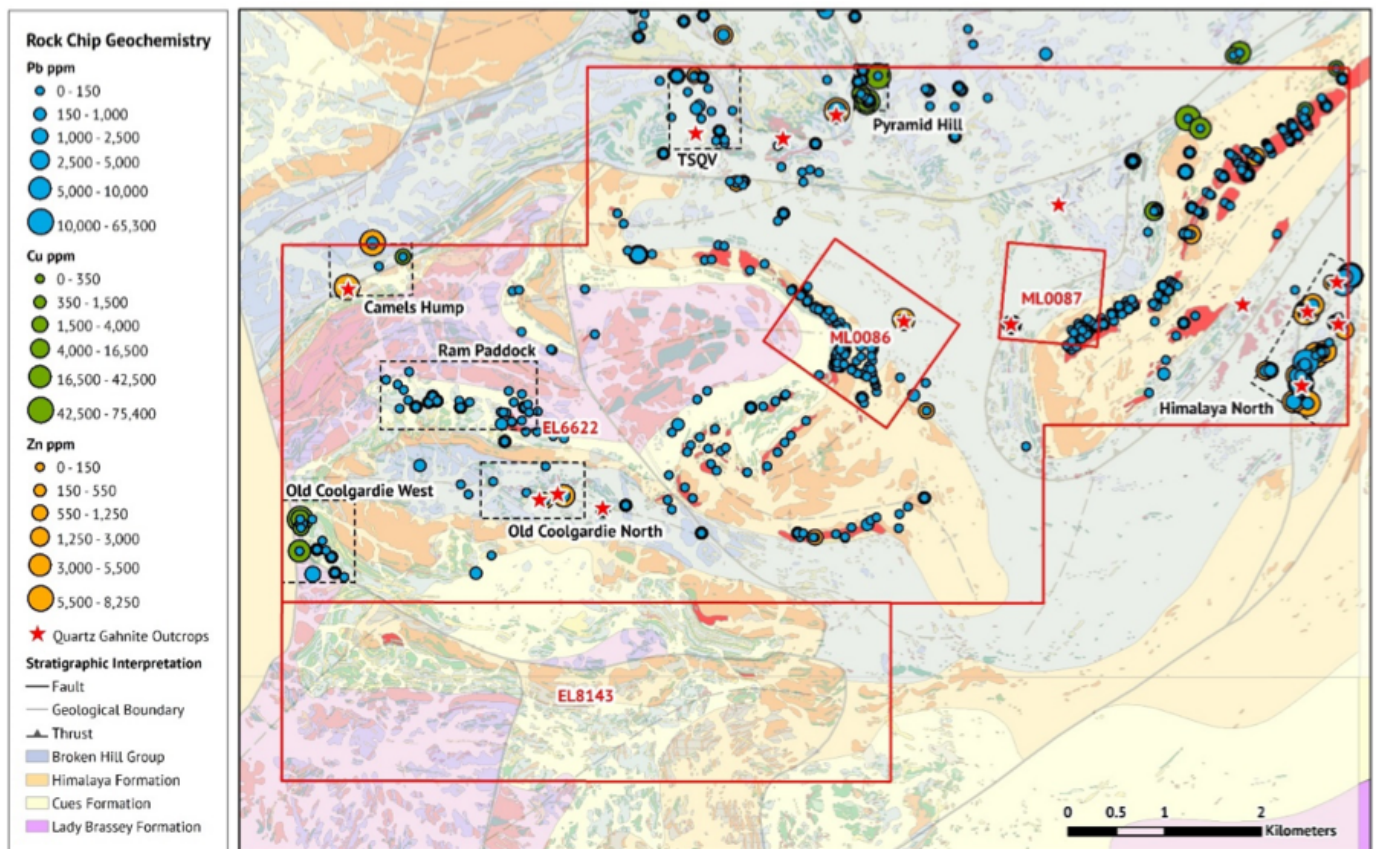 Rock Chip Geochemistry
Pb ppm
0 - 150
150 - 1,000
1,000 - 2,500
2,500 - 5,000
5,000 - 10,000
10,000 - 65,300
Cu ppm
0 - 350
350 - 1,500
1,500 - 4,000
4,000 - 16,500
16,500 - 42,500
42,500 - 75,400
Zn ppm
0 - 150
150 - 550
550 - 1,250
1,250 - 3,000
3,000 - 5,500
5,500 - 8,250
Quartz Gahnite Outcrops
Stratigraphic Interpretation
Fault
Geological Boundary
Thrust
Broken Hill Group
Himalaya Formation
Cues Formation
Lady Brassey Formation
Pyramid Hill
TSQV
Camels Hump
ML0087
ML0086
Ram Paddock
Himalaya North
EL6622
Old Coolgardie West
Old Coolgardie North
EL8143
0 0.5 1 2
Kilometers